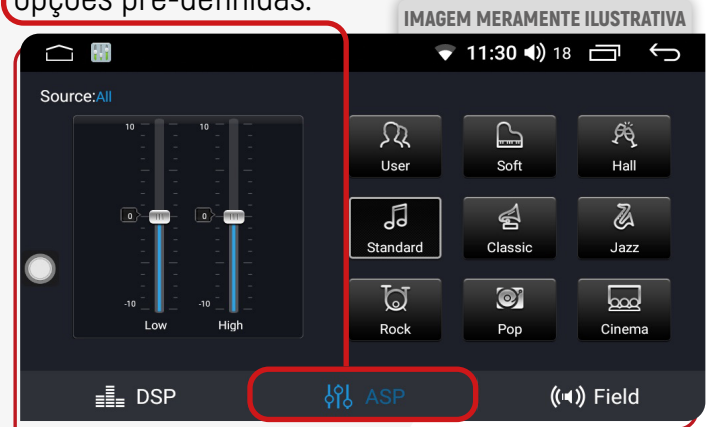 opções pré-definidas.
IMAGEM MERAMENTE ILUSTRATIVA
11:30 18
Source:All
10 10
0 0
-10 -10
Low High
User Soft Hall
Standard Classic Jazz
Rock Pop Cinema
DSP ASP Field